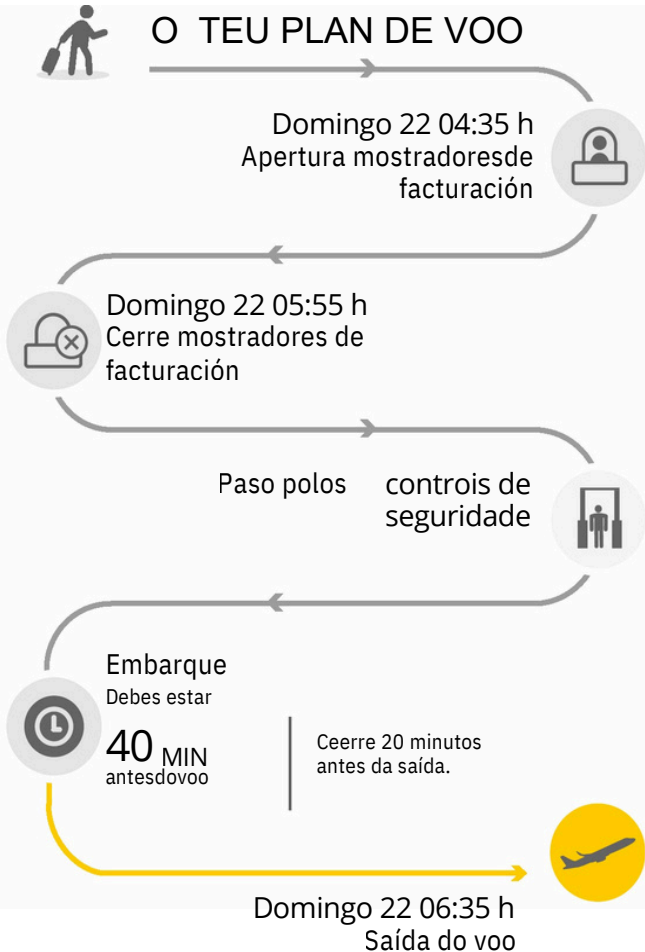 O TEU PLAN DE VOO
Domingo 22 04:35 h
Apertura mostradoresde
facturación
Domingo 22 05:55 h
Cerre mostradores de
facturación
Paso polos controis de
seguridade
Embarque
Debes estar
40 MIN
antesdovoo
Ceerre 20 minutos
antes da saída.
Domingo 22 06:35 h
Saída do voo